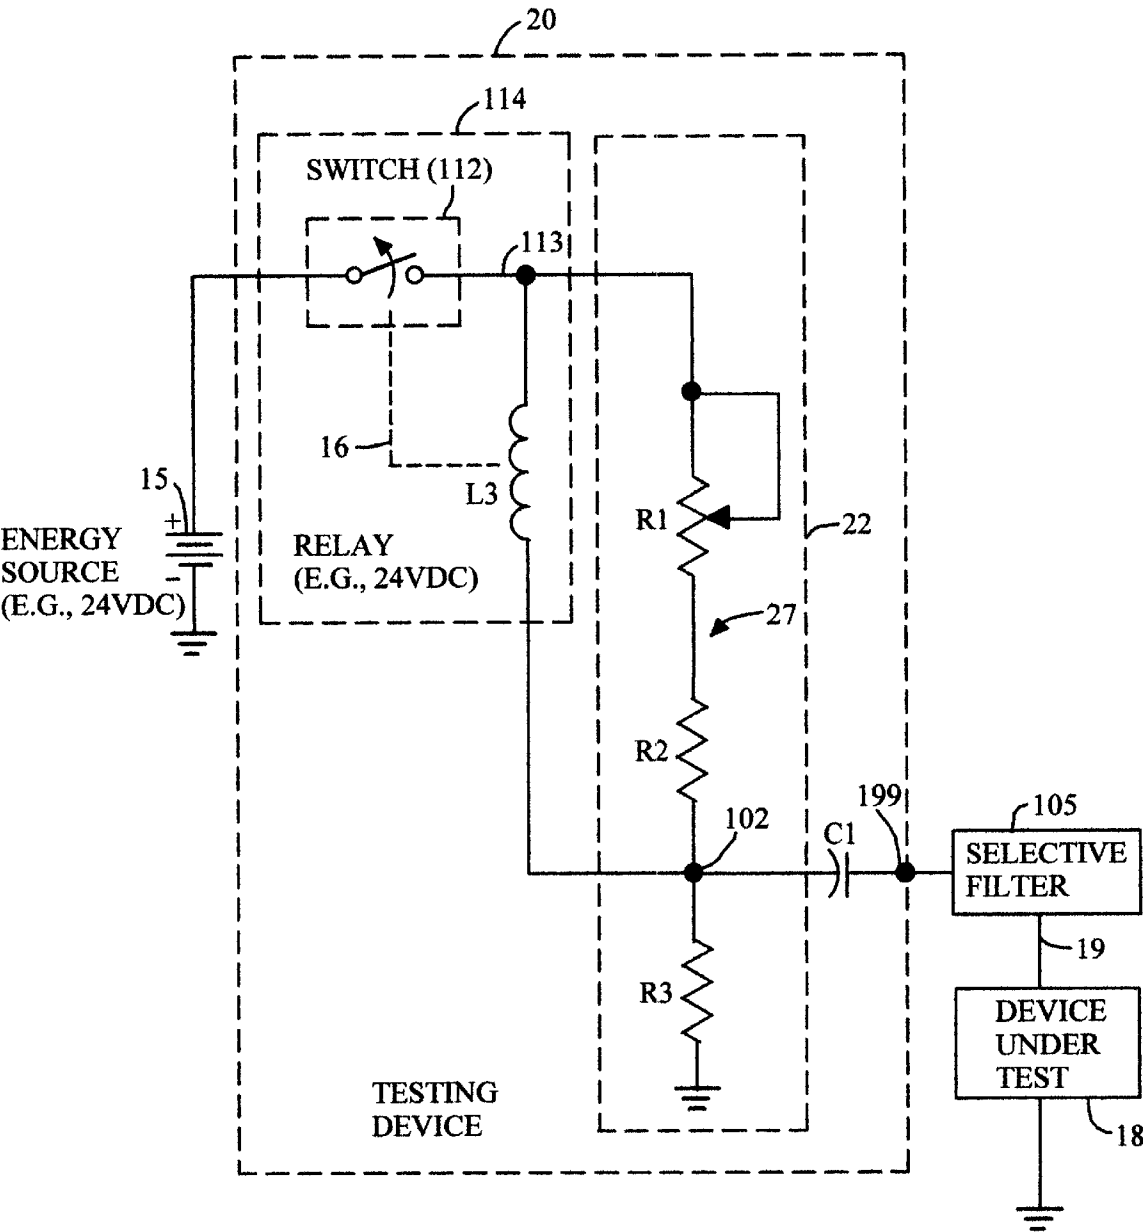 20
114
SWITCH (112)
113
16
L3
15
+
ENERGY
SOURCE
(E.G., 24VDC)
-
RELAY
(E.G., 24VDC)
R1
22
27
R2
102
C1
199
105
SELECTIVE
FILTER
19
R3
DEVICE
UNDER
TEST
18
TESTING
DEVICE